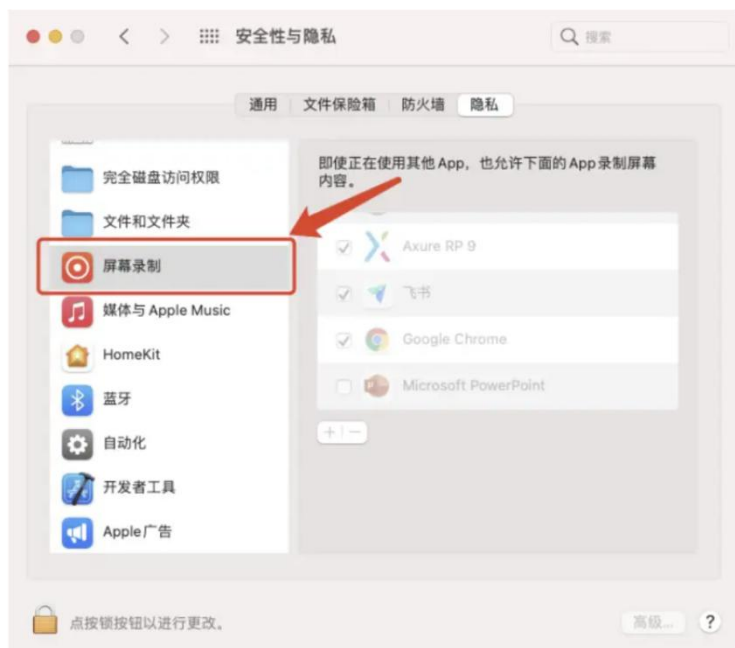 安全性与隐私
搜索
通用 文件保险箱 防火墙 隐私
完全磁盘访问权限
文件和文件夹
屏幕录制
媒体与 Apple Music
HomeKit
蓝牙
自动化
开发者工具
Apple广告
即使正在使用其他 App，也允许下面的 App 录制屏幕
内容。
Axure RP 9
飞书
Google Chrome
Microsoft PowerPoint
+ | −
点按锁按钮以进行更改。
高级...
?